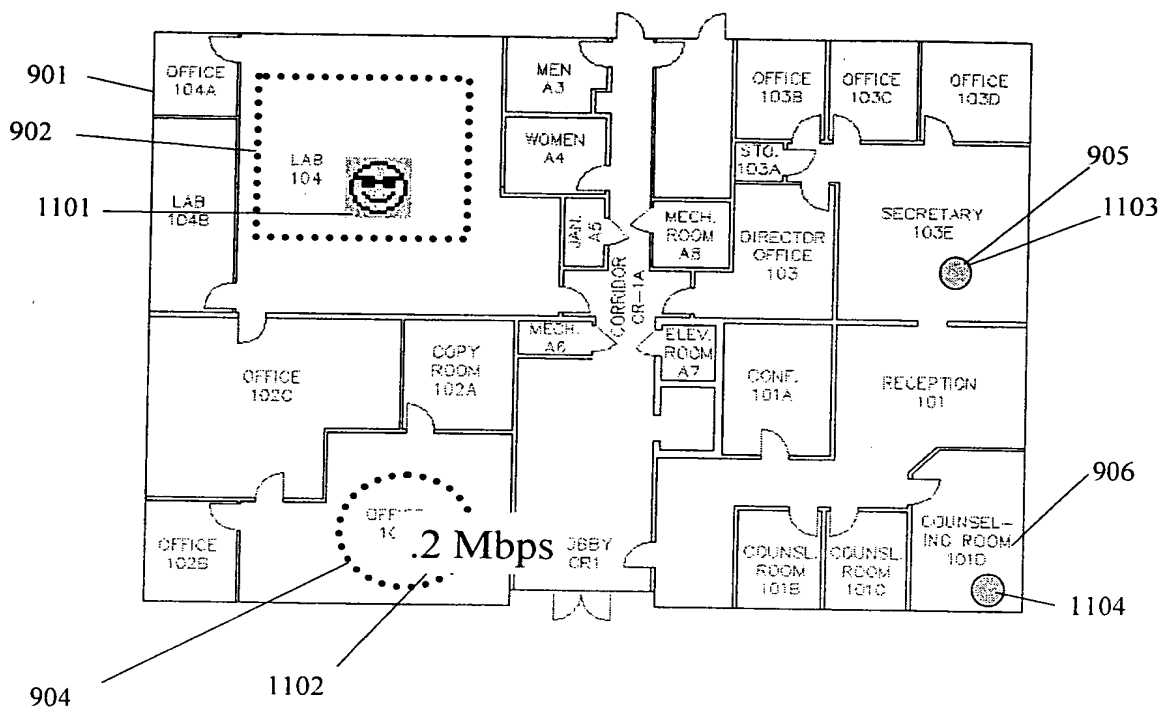 901
902
1101
904
1102
905
1103
906
1104
OFFICE
104A
LAB
104
LAB
104B
MEN
A3
WOMEN
A4
JAN.
A5
MECH.
ROOM
A8
CORRIDOR
CR-1A
MECH.
A6
ELEV.
ROOM
A7
OFFICE
103B
OFFICE
103C
OFFICE
103D
STO.
103A
DIRECTOR
OFFICE
103
SECRETARY
103E
OFFICE
102C
COPY
ROOM
102A
CONF.
101A
RECEPTION
101
OFFICE
102B
.2 Mbps
OBBY
CR1
COUNSL.
ROOM
101B
COUNSL.
ROOM
101C
COUNSEL-
ING ROOM
101D